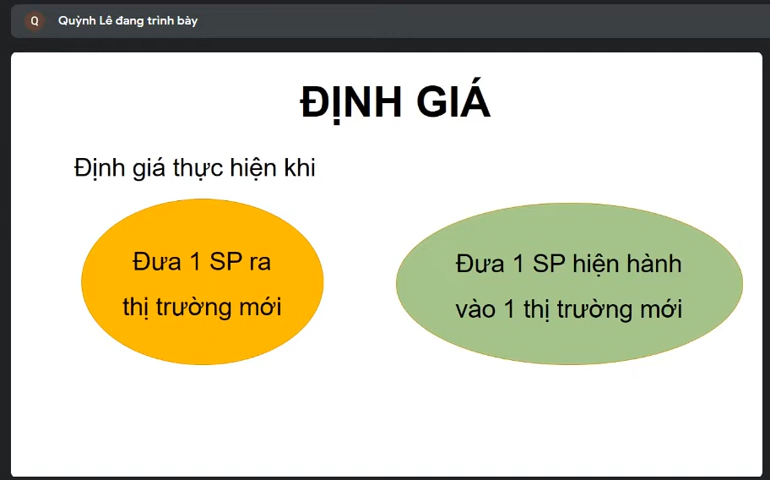 Q
Quỳnh Lê đang trình bày
ĐỊNH GIÁ
Định giá thực hiện khi
Đưa 1 SP ra
thị trường mới
Đưa 1 SP hiện hành
vào 1 thị trường mới